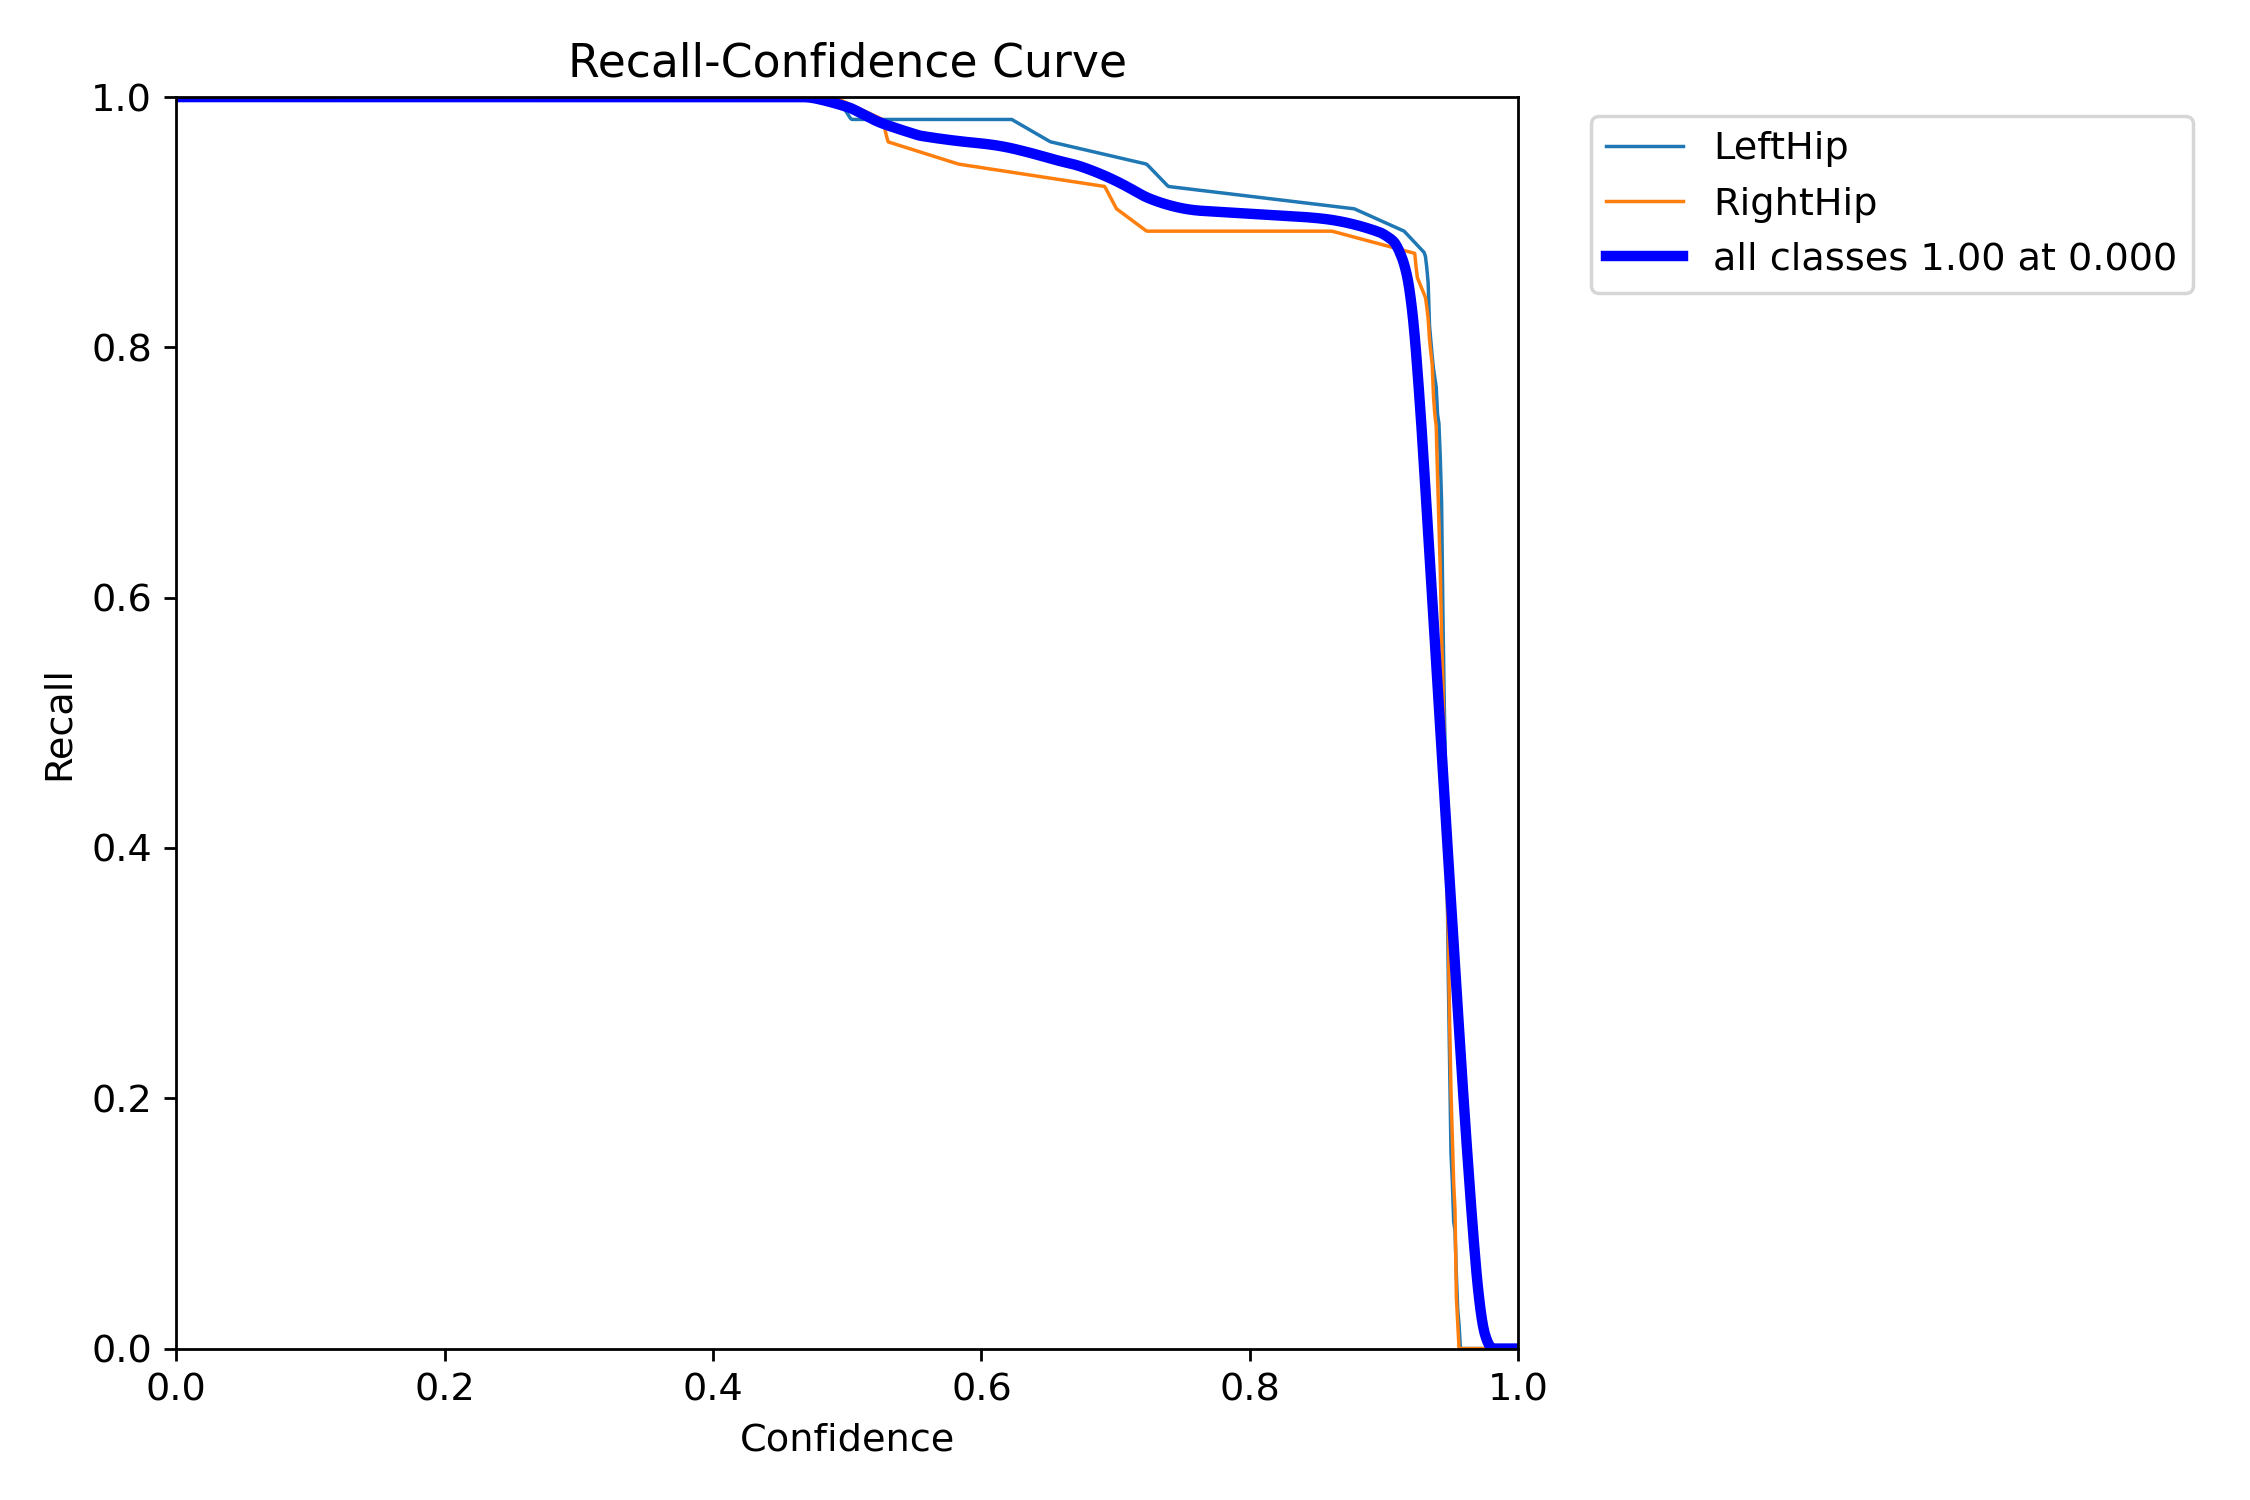 Recall-Confidence Curve
1.0
0.8
0.6
0.4
0.2
0.0
Recall
0.0 0.2 0.4 0.6 0.8 1.0
Confidence
LeftHip
RightHip
all classes 1.00 at 0.000